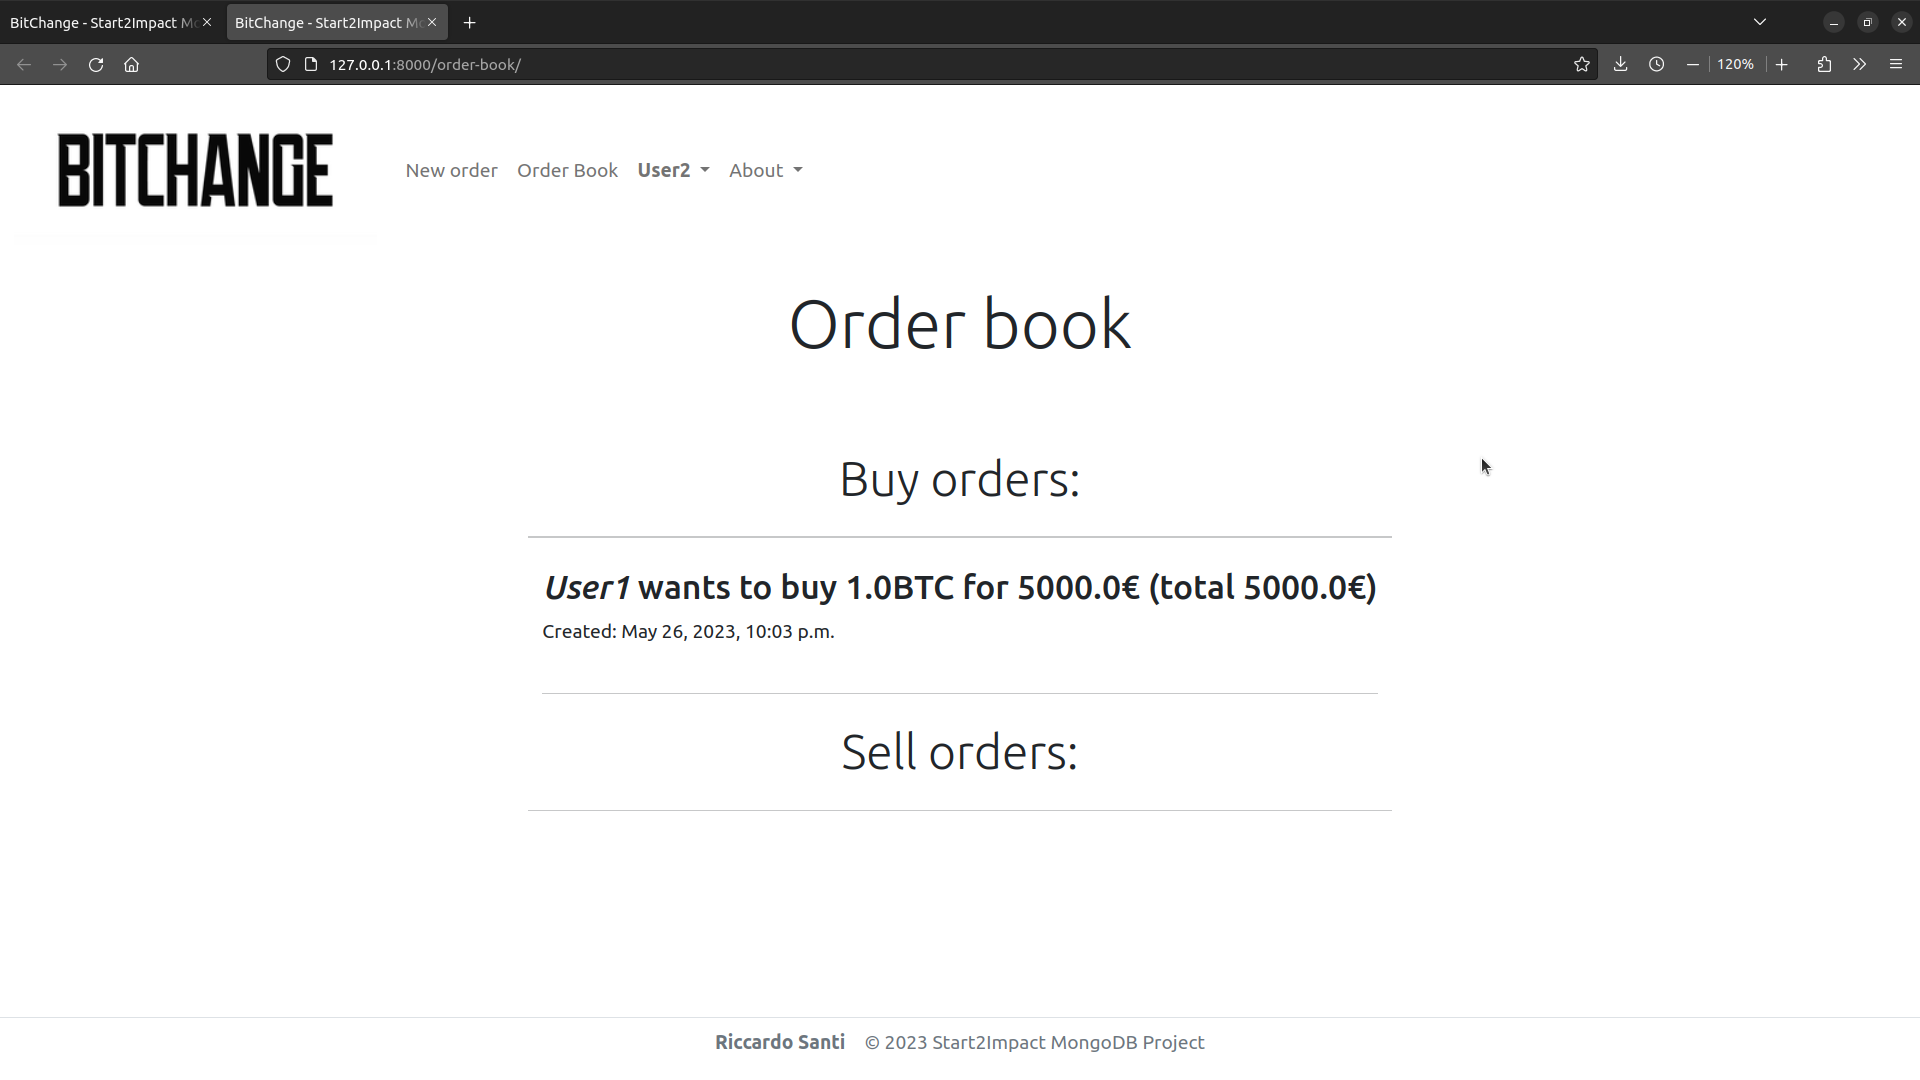 BitChange - Start2Impact M
BitChange - Start2Impact M
127.0.0.1:8000/order-book/
120%
BITCHANGE
New order Order Book User2 About
Order book
Buy orders:
User1 wants to buy 1.0BTC for 5000.0€ (total 5000.0€)
Created: May 26, 2023, 10:03 p.m.
Sell orders:
Riccardo Santi © 2023 Start2Impact MongoDB Project